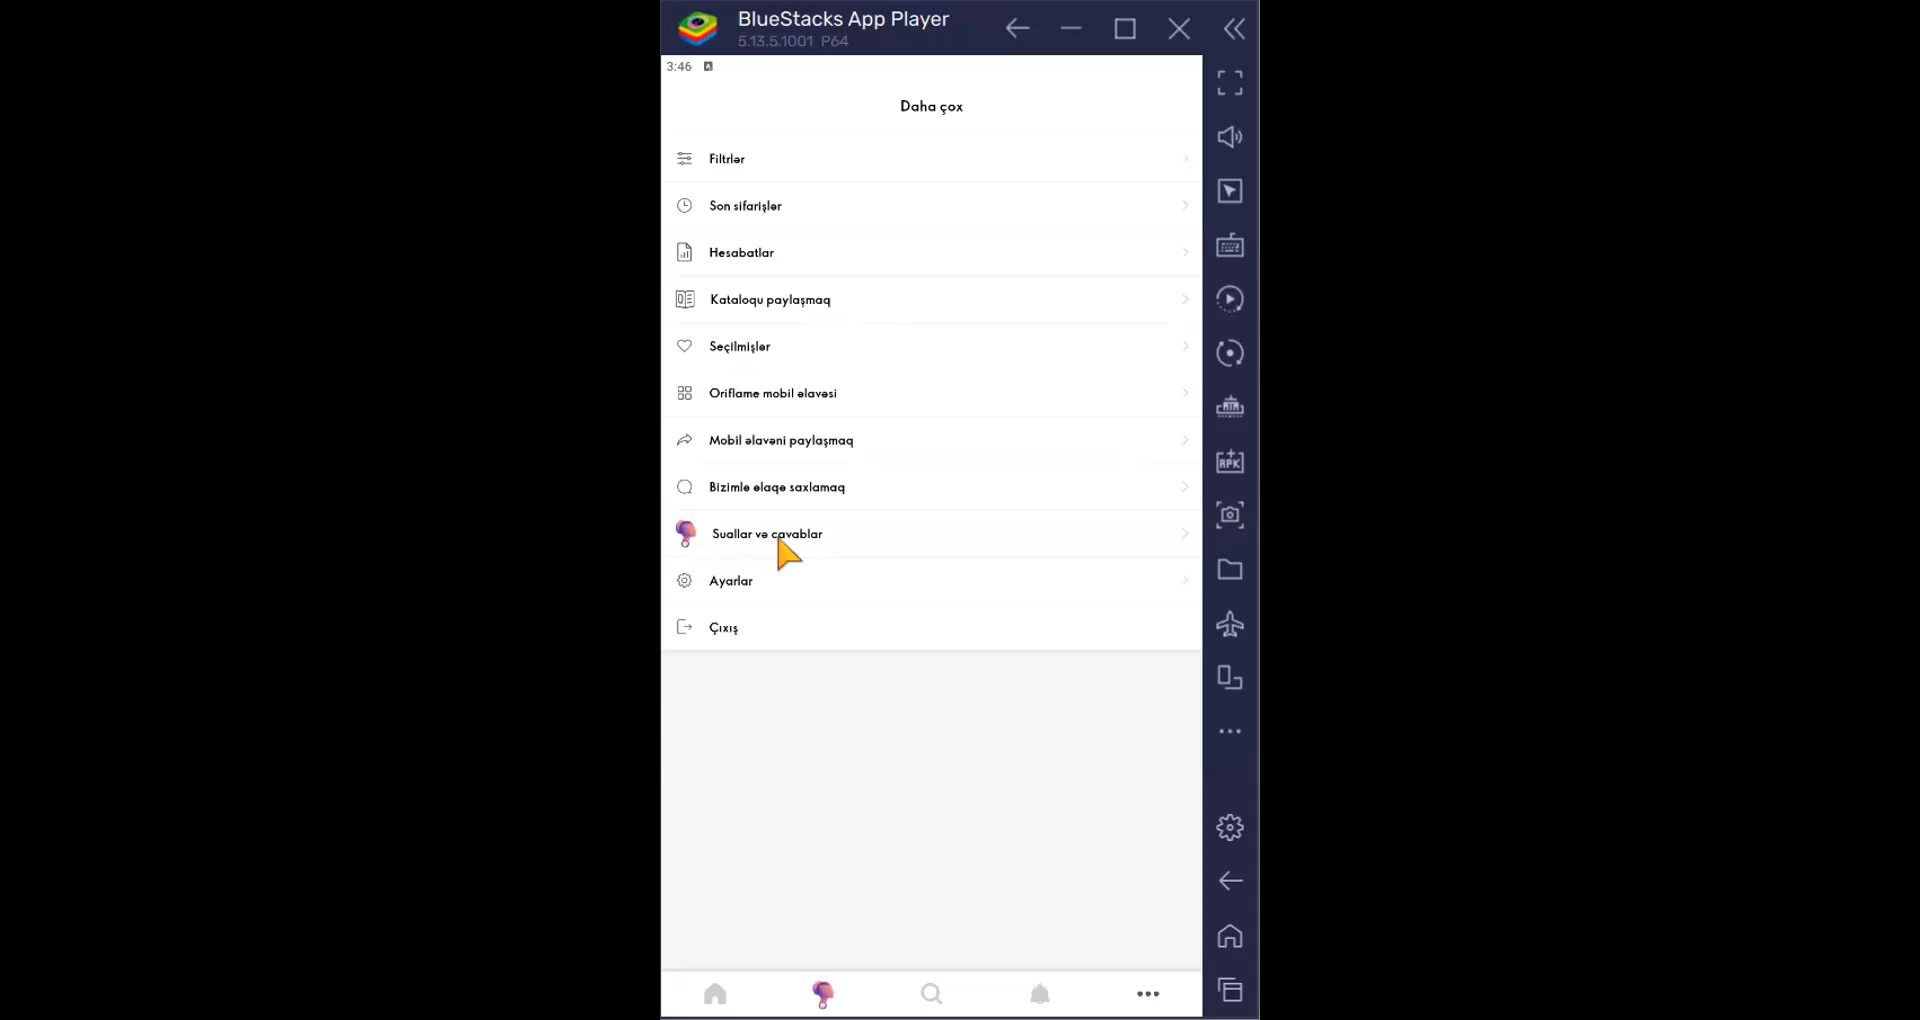 BlueStacks App Player
5.13.5.1001 P64
3:46
Daha çox
Filtrlər
Son sifarişlər
Hesabatlar
Kataloqu paylaşmaq
Seçilmişlər
Oriflame mobil əlavəsi
Mobil əlavəni paylaşmaq
Bizimlə əlaqə saxlamaq
Suallar və cavablar
Ayarlar
Çıxış
APK